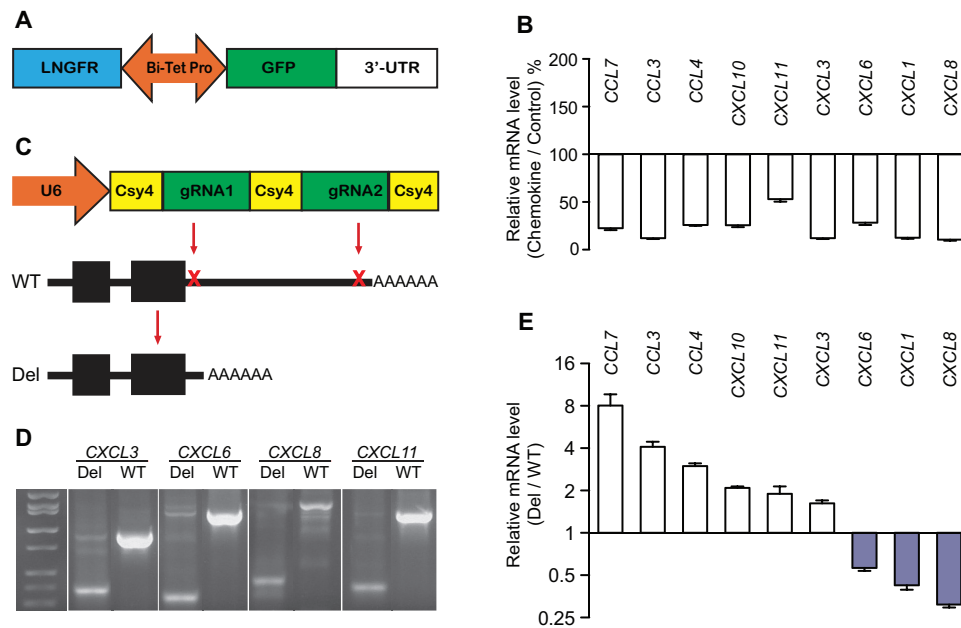 A
LNGFR Bi-Tet Pro GFP 3'-UTR
B
Relative mRNA level
(Chemokine / Control) %
200
150
100
50
0
CCL7 CCL3 CCL4 CXCL10 CXCL11 CXCL3 CXCL6 CXCL1 CXCL8
C
U6 Csy4 gRNA1 Csy4 gRNA2 Csy4
X X
WT AAAAAA
Del AAAAAA
D
CXCL3 CXCL6 CXCL8 CXCL11
Del WT Del WT Del WT Del WT
E
Relative mRNA level
(Del / WT)
16
8
4
2
1
0.5
0.25
CCL7 CCL3 CCL4 CXCL10 CXCL11 CXCL3 CXCL6 CXCL1 CXCL8